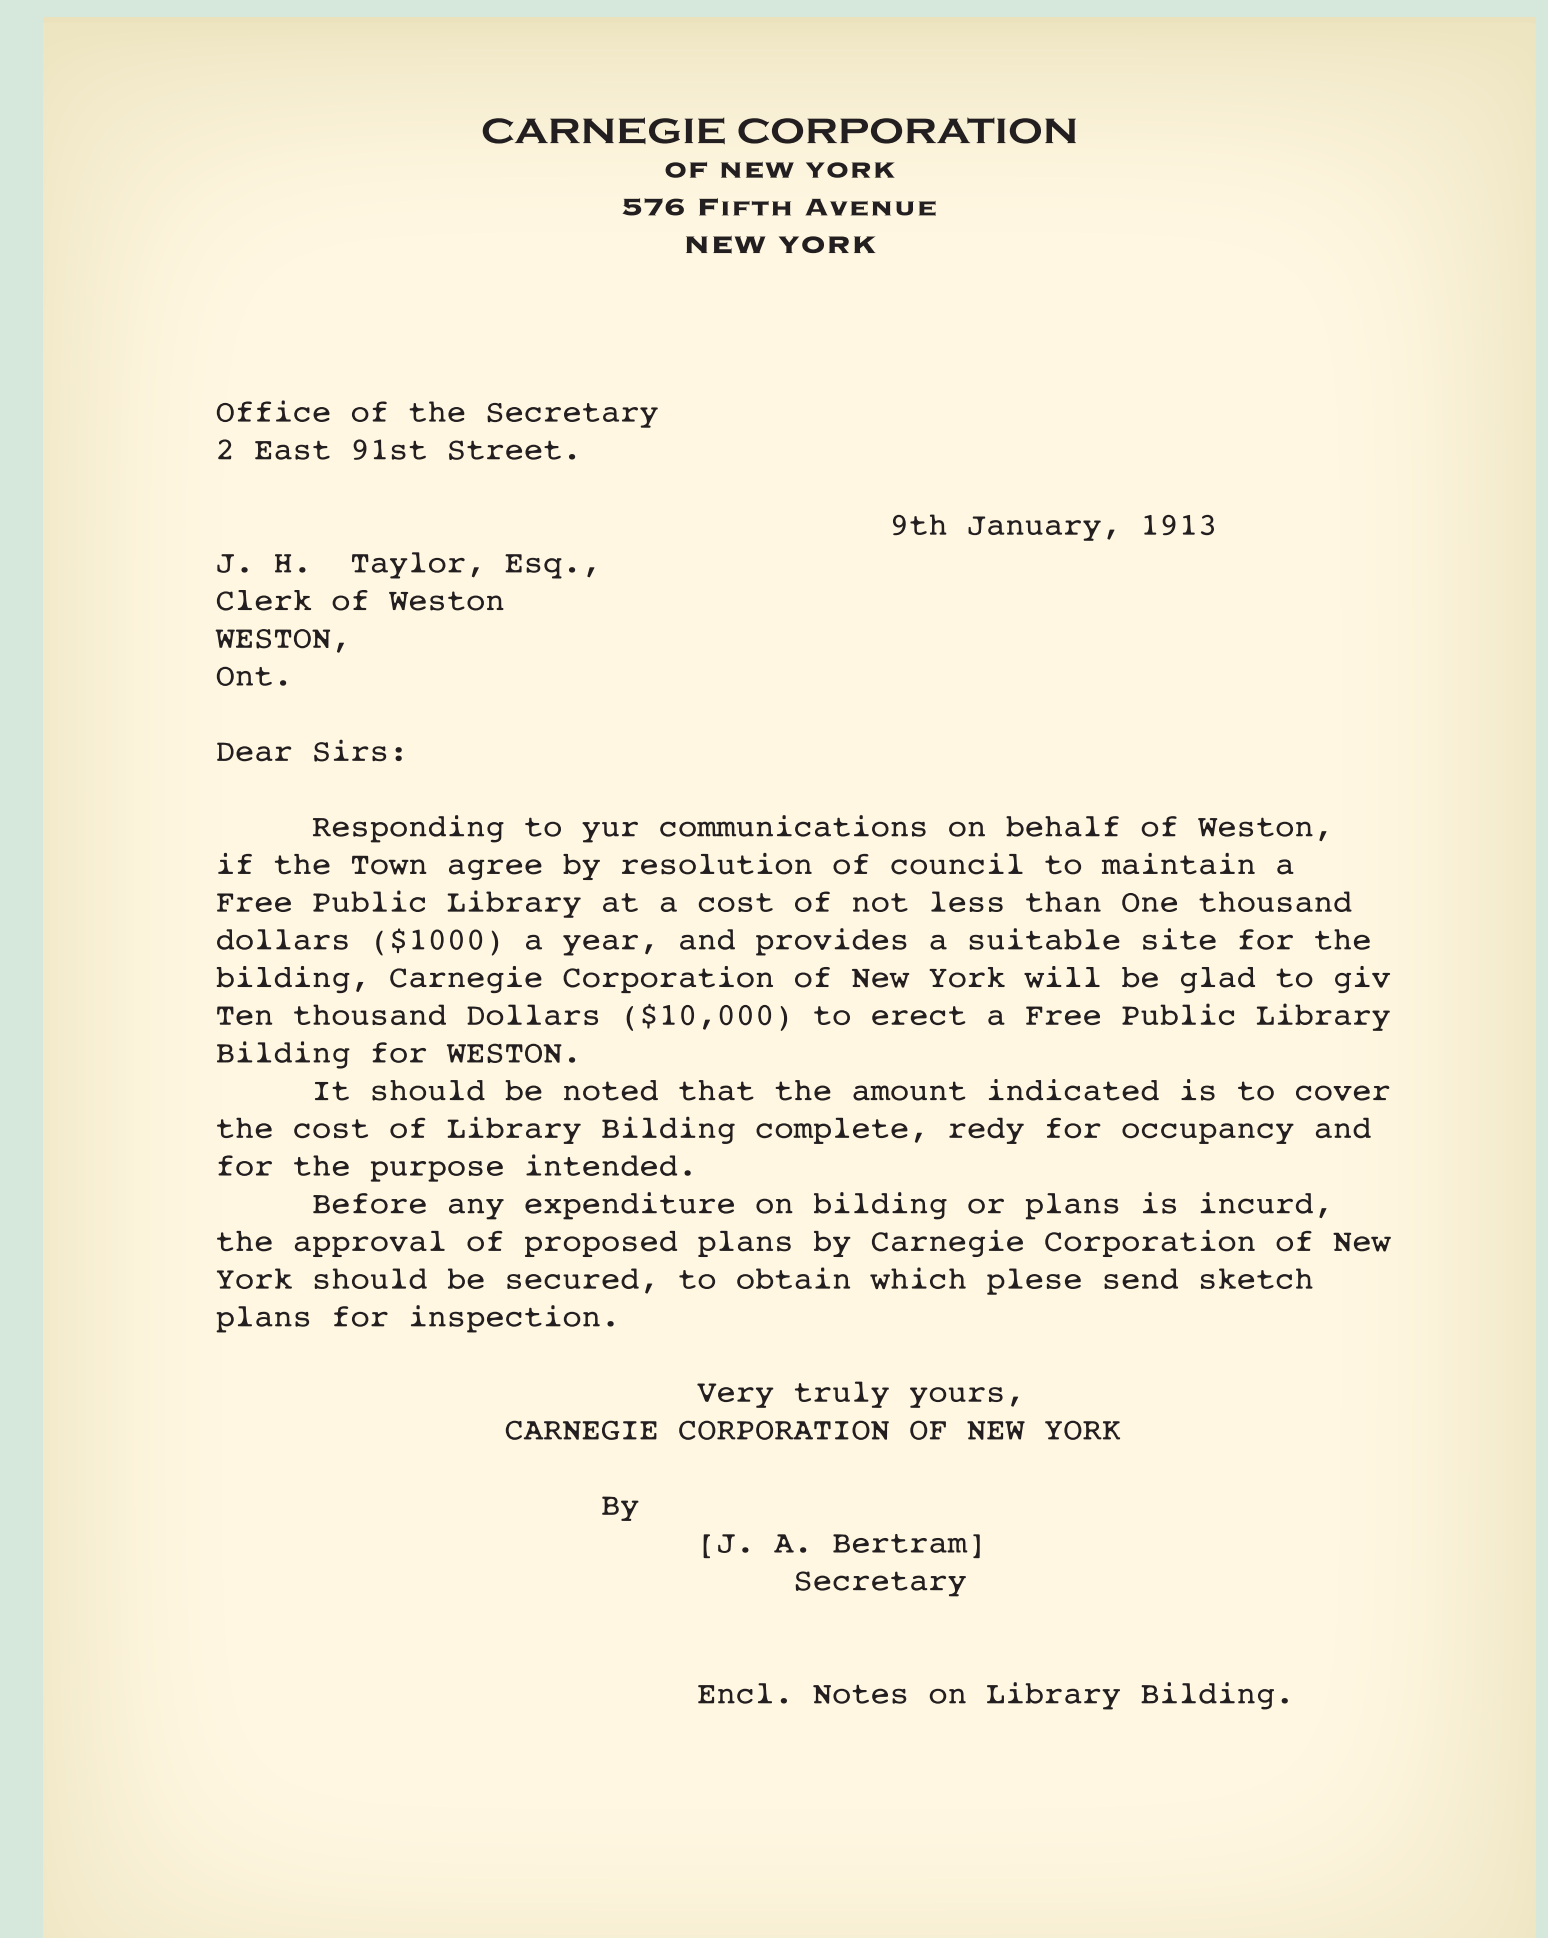 CARNEGIE CORPORATION
OF NEW YORK
576 FIFTH AVENUE
NEW YORK
Office of the Secretary
2 East 91st Street.
9th January, 1913
J. H.  Taylor, Esq.,
Clerk of Weston
WESTON,
Ont.
Dear Sirs:
Responding to yur communications on behalf of Weston,
if the Town agree by resolution of council to maintain a
Free Public Library at a cost of not less than One thousand
dollars ($1000) a year, and provides a suitable site for the
bilding, Carnegie Corporation of New York will be glad to giv
Ten thousand Dollars ($10,000) to erect a Free Public Library
Bilding for WESTON.
It should be noted that the amount indicated is to cover
the cost of Library Bilding complete, redy for occupancy and
for the purpose intended.
Before any expenditure on bilding or plans is incurd,
the approval of proposed plans by Carnegie Corporation of New
York should be secured, to obtain which plese send sketch
plans for inspection.
Very truly yours,
CARNEGIE CORPORATION OF NEW YORK
By
[J. A. Bertram]
Secretary
Encl. Notes on Library Bilding.